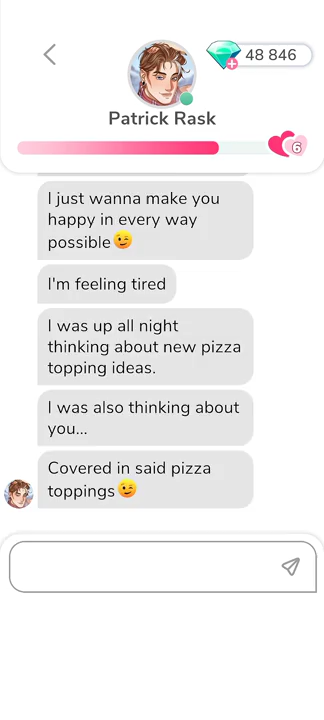 48 846
Patrick Rask
6
I just wanna make you
happy in every way
possible😉
I'm feeling tired
I was up all night
thinking about new pizza
topping ideas.
I was also thinking about
you...
Covered in said pizza
toppings😉